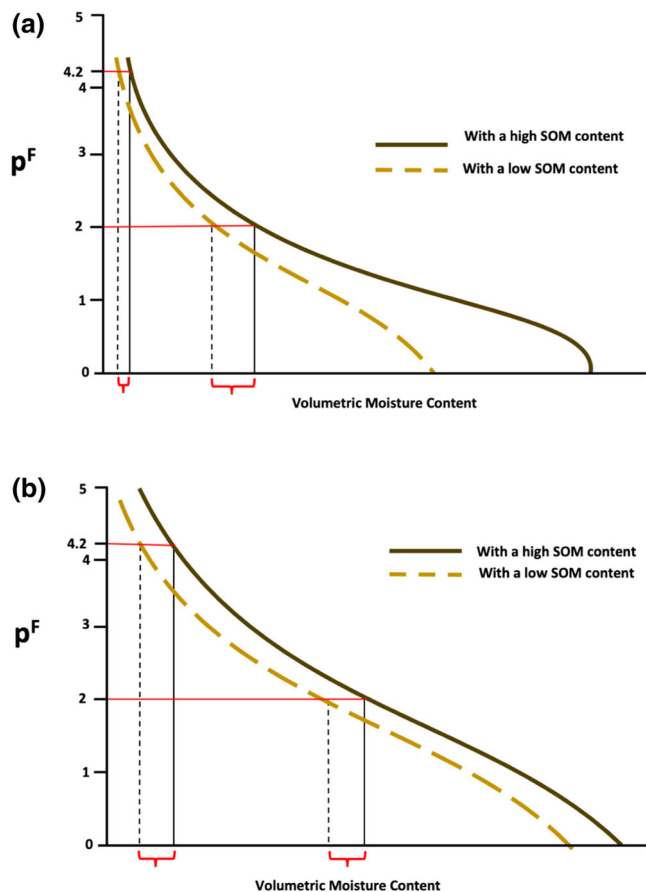 (a)
5
4.2
4
3
pF
2
1
0
With a high SOM content
With a low SOM content
Volumetric Moisture Content
(b)
5
4.2
4
3
pF
2
1
0
With a high SOM content
With a low SOM content
Volumetric Moisture Content